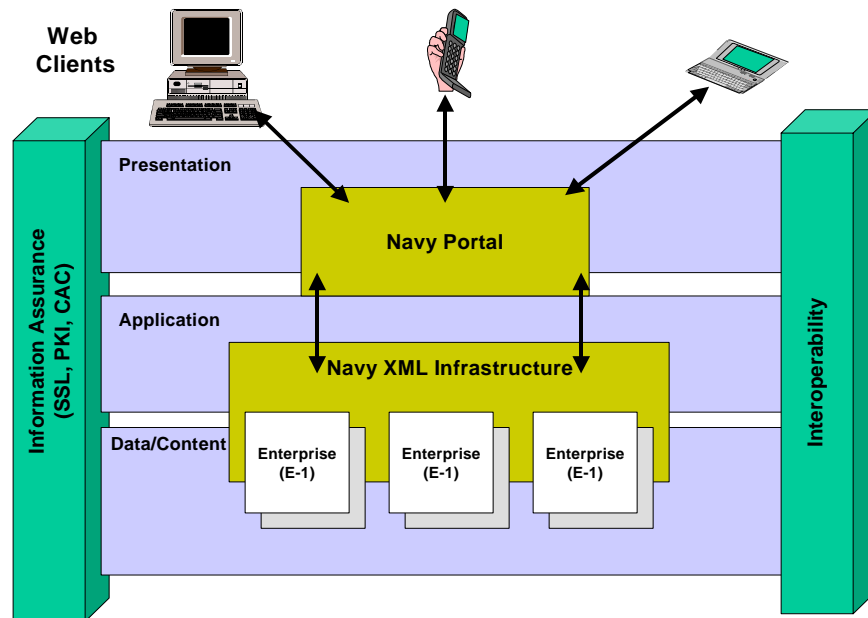 Web
Clients
Presentation
Navy Portal
Information Assurance
(SSL, PKI, CAC)
Interoperability
Application
Navy XML Infrastructure
Data/Content
Enterprise
(E-1)
Enterprise
(E-1)
Enterprise
(E-1)